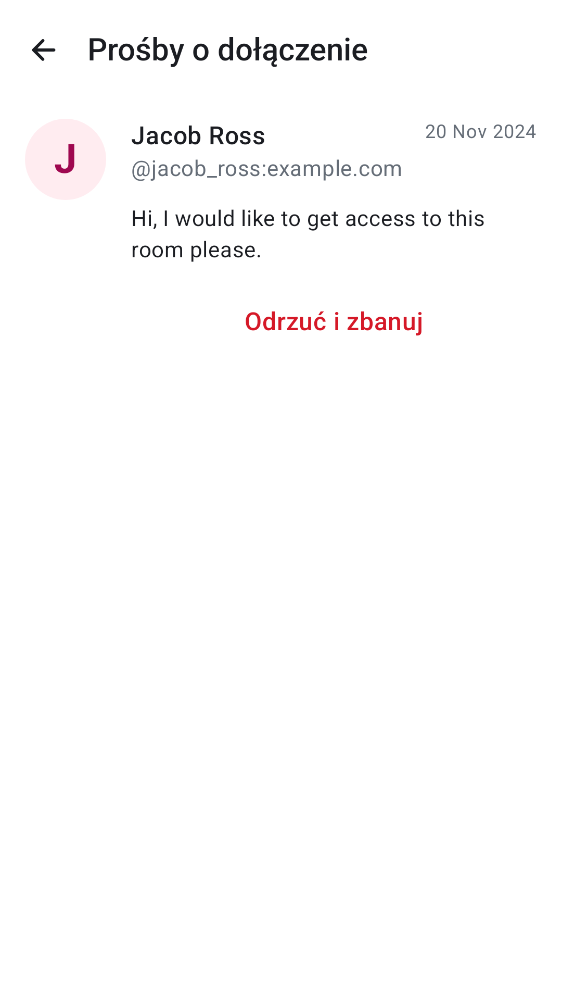 Prośby o dołączenie
J
Jacob Ross
20 Nov 2024
@jacob_ross:example.com
Hi, I would like to get access to this
room please.
Odrzuć i zbanuj